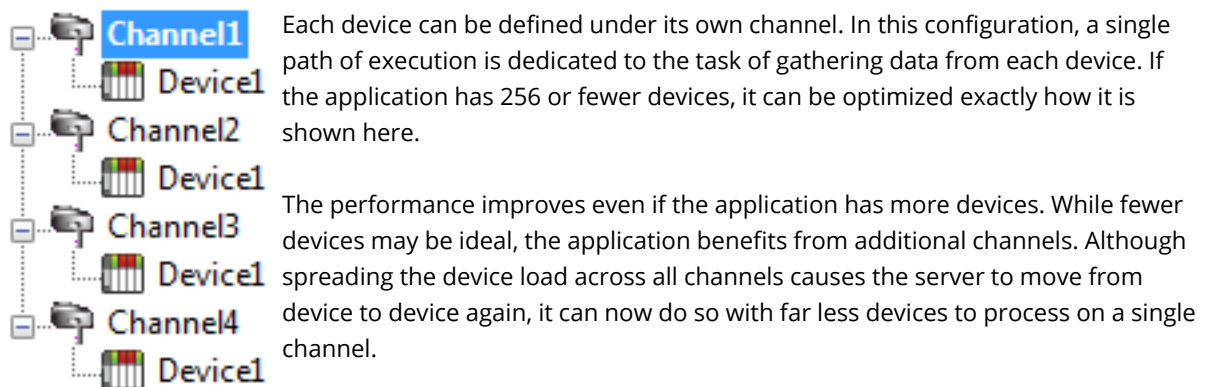 Channel1
Device1
Channel2
Device1
Channel3
Device1
Channel4
Device1
Each device can be defined under its own channel. In this configuration, a single
path of execution is dedicated to the task of gathering data from each device. If
the application has 256 or fewer devices, it can be optimized exactly how it is
shown here.
The performance improves even if the application has more devices. While fewer
devices may be ideal, the application benefits from additional channels. Although
spreading the device load across all channels causes the server to move from
device to device again, it can now do so with far less devices to process on a single
channel.